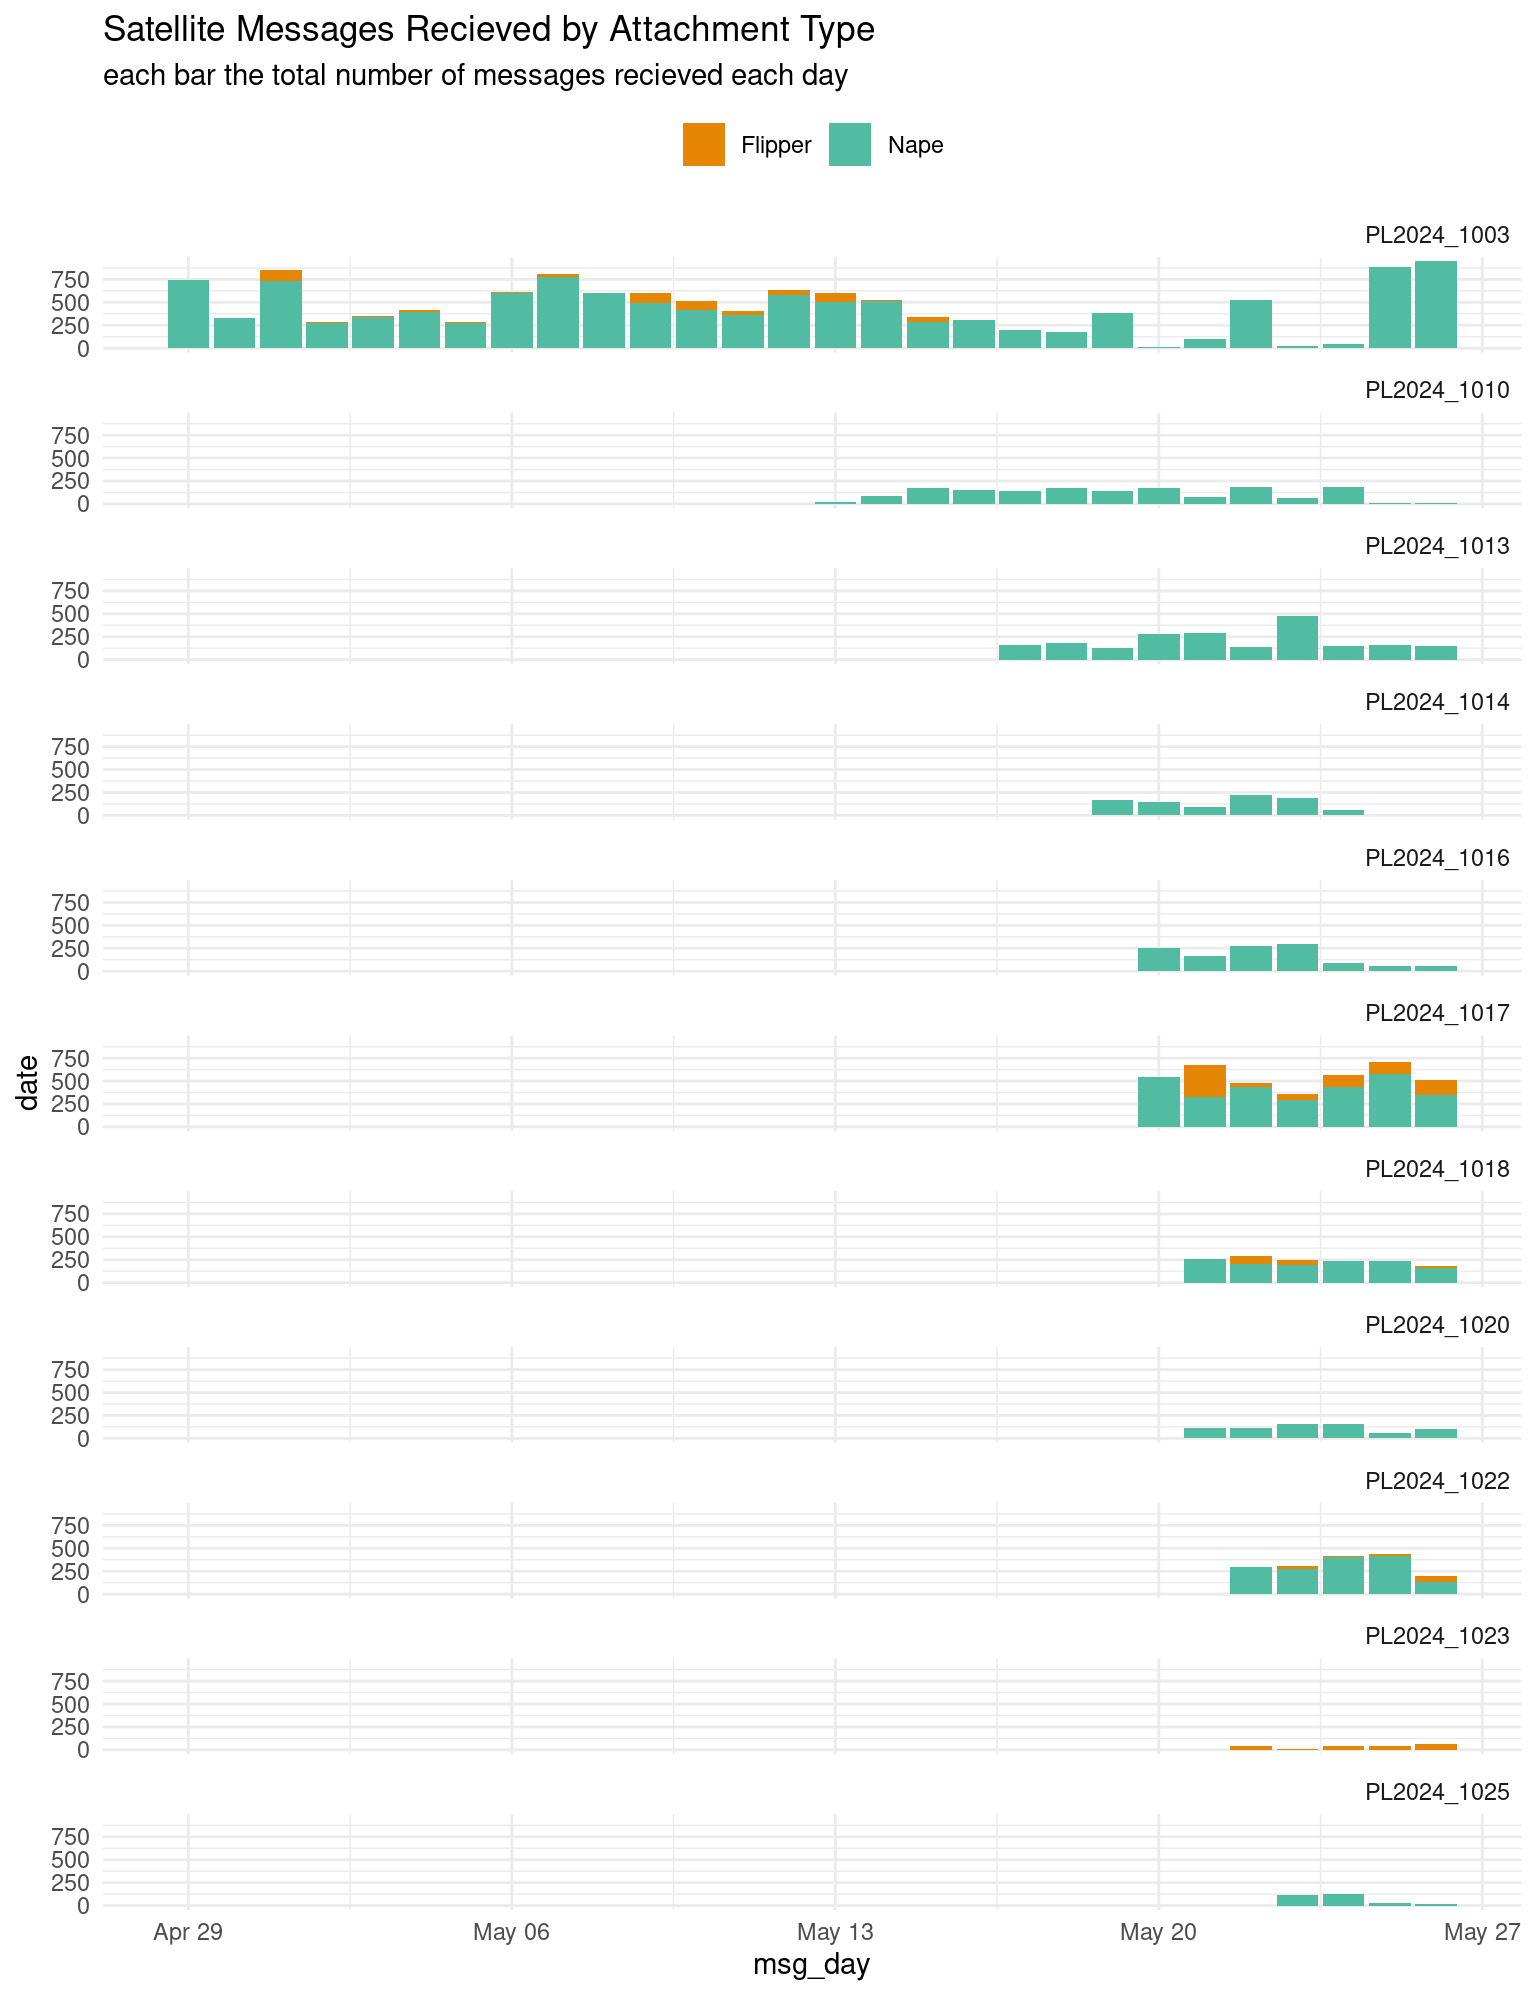 Satellite Messages Recieved by Attachment Type
each bar the total number of messages recieved each day
Flipper
Nape
PL2024_1003
750
500
250
0
PL2024_1010
750
500
250
0
PL2024_1013
750
500
250
0
PL2024_1014
750
500
250
0
PL2024_1016
750
500
250
0
PL2024_1017
750
500
250
0
date
PL2024_1018
750
500
250
0
PL2024_1020
750
500
250
0
PL2024_1022
750
500
250
0
PL2024_1023
750
500
250
0
PL2024_1025
750
500
250
0
Apr 29 May 06 May 13 May 20 May 27
msg_day